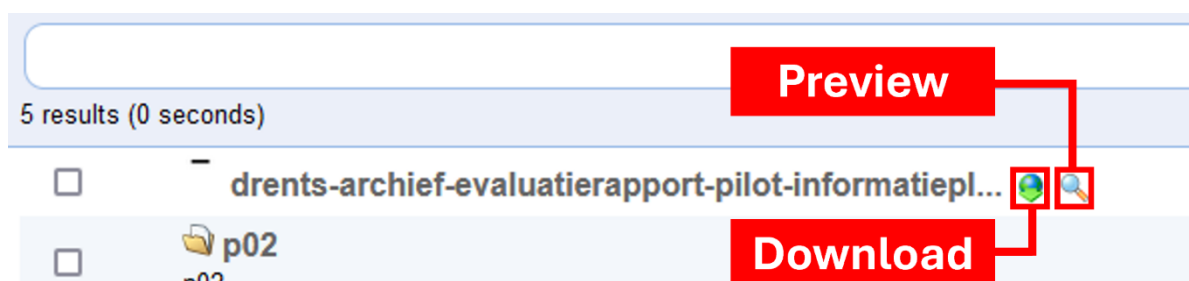 Preview
5 results (0 seconds)
drents-archief-evaluatierapport-pilot-informatiepl...
p02
Download